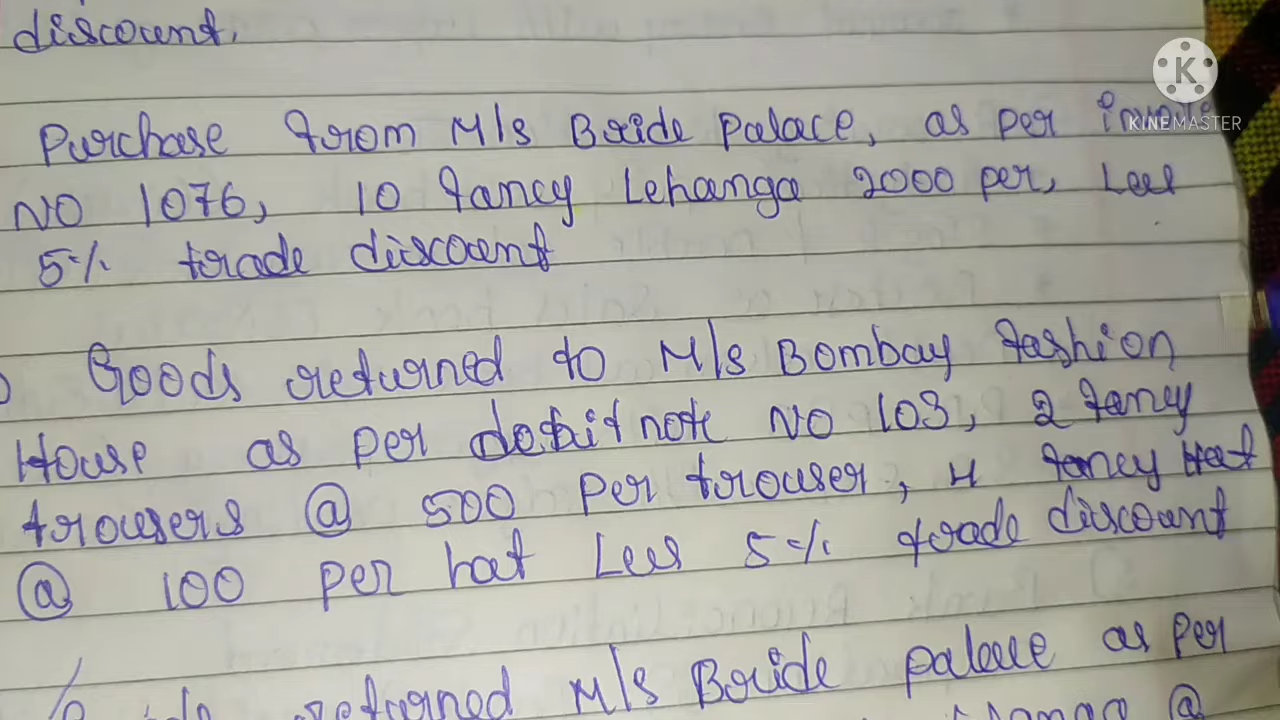 discount.
Purchase from M/s Bride palace, as per
KINEMASTER
NO 1076, 10 fancy Lehanga 2000 per, Less
5% trade discount
Goods returned to M/s Bombay fashion
House as per debit note NO 103, 2 fancy
trousers @ 500 per trouser, 4 fancy Hat
@ 100 per hat Less 5% trade discount
returned M/s Bride palace as per
@